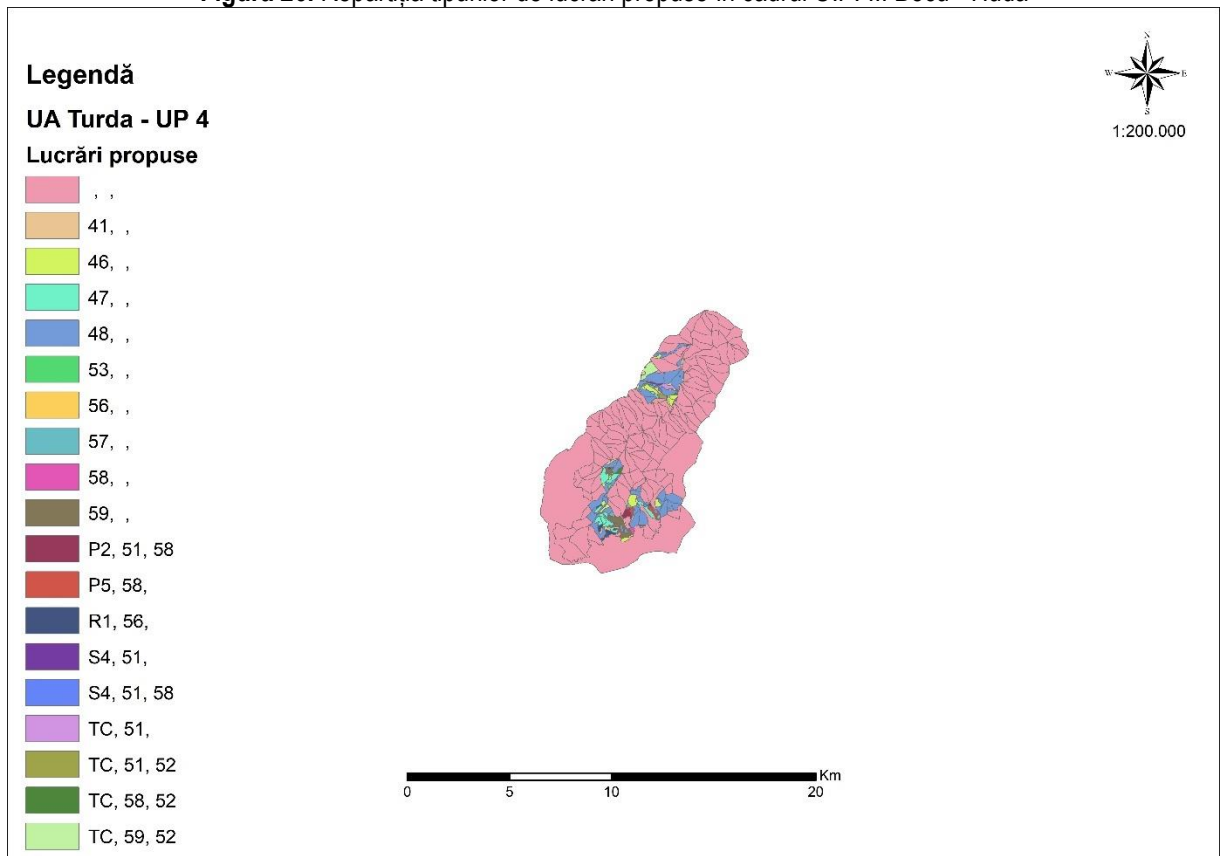 Legendă
UA Turda - UP 4
Lucrări propuse
, ,
41, ,
46, ,
47, ,
48, ,
53, ,
56, ,
57, ,
58, ,
59, ,
P2, 51, 58
P5, 58,
R1, 56,
S4, 51,
S4, 51, 58
TC, 51,
TC, 51, 52
TC, 58, 52
TC, 59, 52
N
W E
S
1:200.000
Km
0 5 10 20